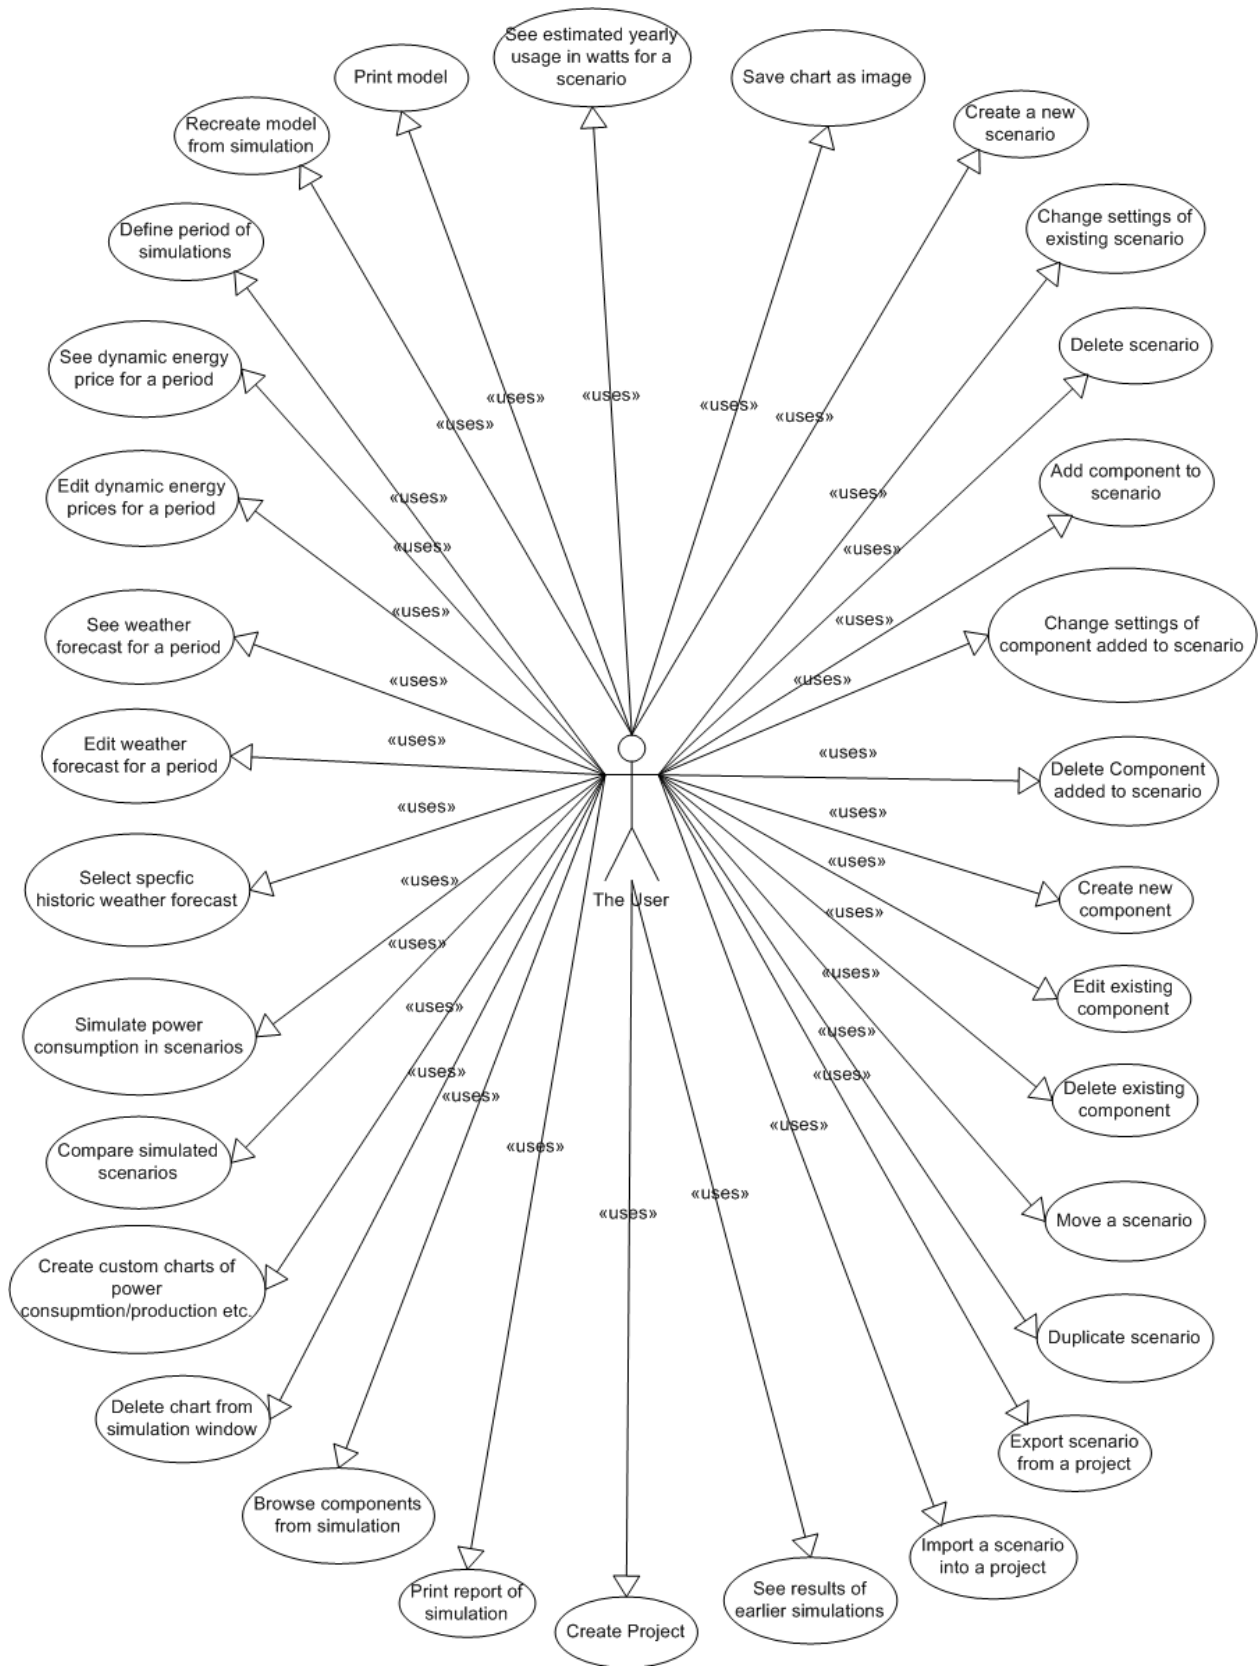 See estimated yearly
usage in watts for a
scenario
Print model
Save chart as image
Recreate model
from simulation
Create a new
scenario
Define period of
simulations
Change settings of
existing scenario
See dynamic energy
price for a period
Delete scenario
«uses»
«uses»
«uses»
«uses»
«uses»
Edit dynamic energy
prices for a period
Add component to
scenario
«uses»
«uses»
«uses»
«uses»
See weather
forecast for a period
Change settings of
component added to scenario
«uses»
«uses»
«uses»
«uses»
Edit weather
forecast for a period
«uses»
«uses»
Delete Component
added to scenario
«uses»
«uses»
Select specfic
historic weather forecast
«uses»
«uses»
The User
Create new
component
«uses»
«uses»
«uses»
Edit existing
component
Simulate power
consumption in scenarios
«uses»
«uses»
«uses»
«uses»
«uses»
Delete existing
component
Compare simulated
scenarios
«uses»
«uses»
«uses»
«uses»
Move a scenario
Create custom charts of
power
consupmtion/production etc.
Duplicate scenario
Delete chart from
simulation window
Export scenario
from a project
Browse components
from simulation
Import a scenario
into a project
Print report of
simulation
See results of
earlier simulations
Create Project